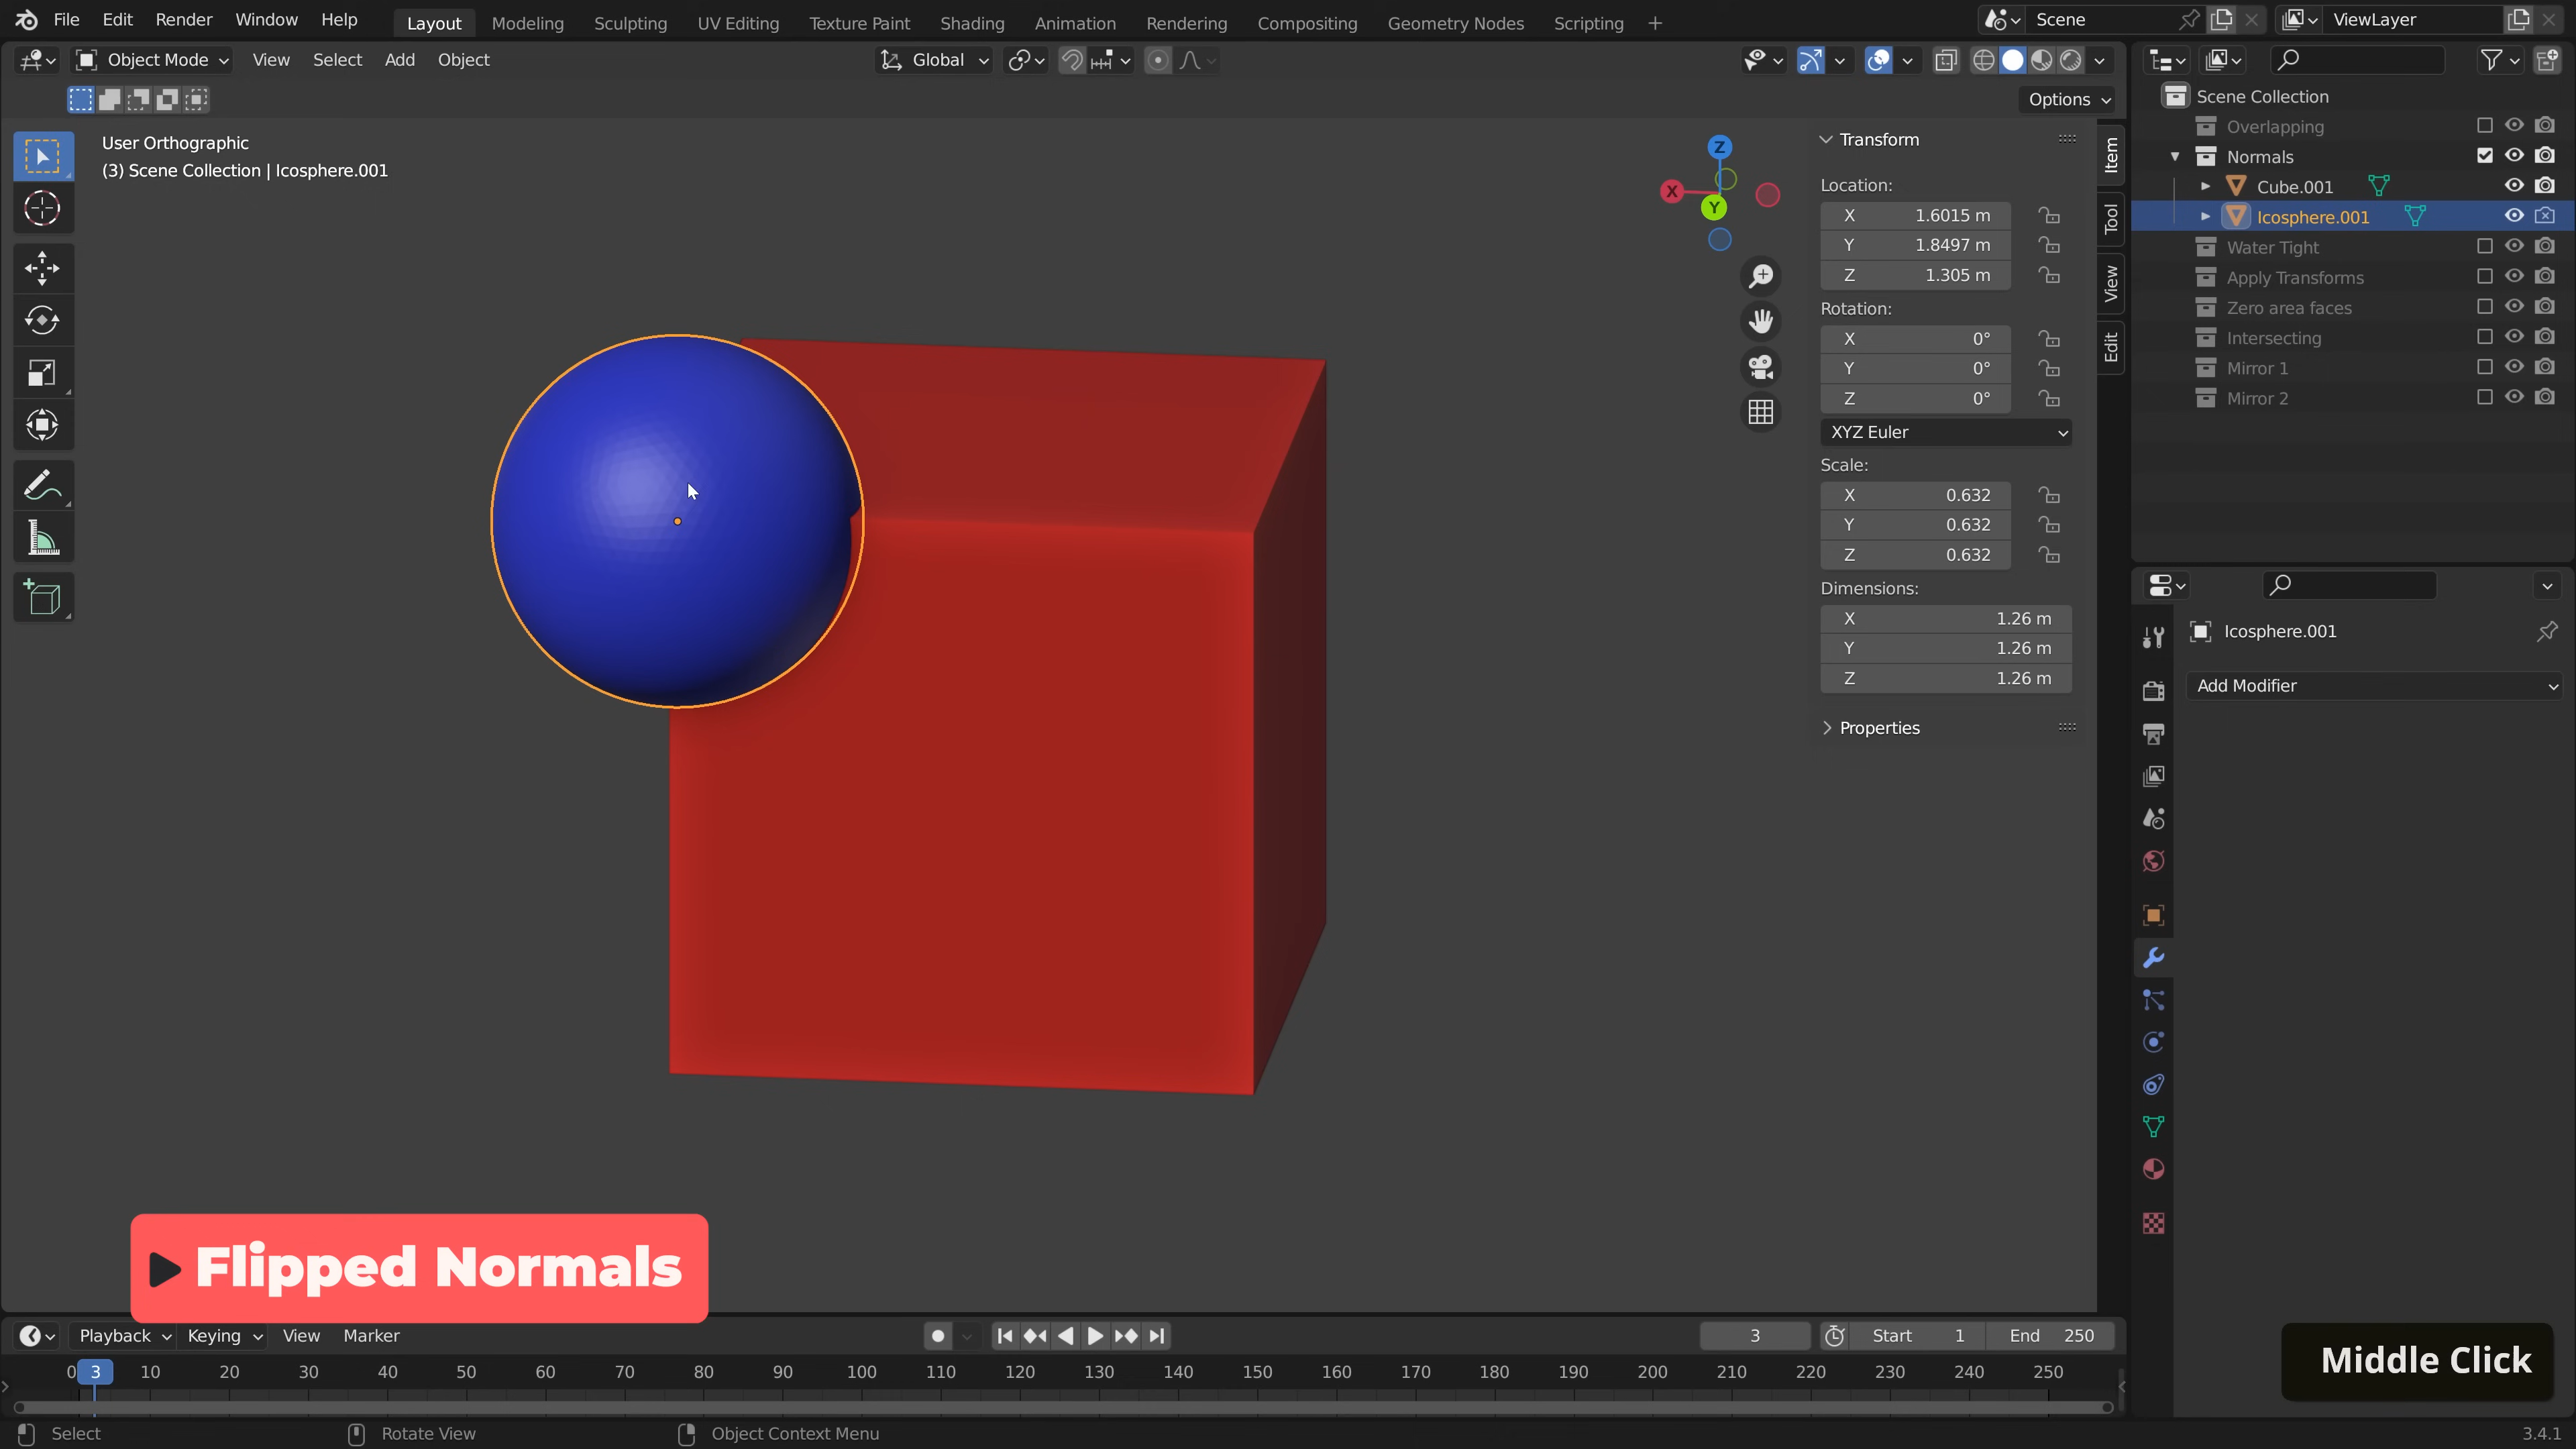 File Edit Render Window Help Layout Modeling Sculpting UV Editing Texture Paint Shading Animation Rendering Compositing Geometry Nodes Scripting + Scene ViewLayer
Object Mode View Select Add Object Global
Options
User Orthographic
(3) Scene Collection | Icosphere.001
Z
X
Y
Transform
Location:
X 1.6015 m
Y 1.8497 m
Z 1.305 m
Rotation:
X 0°
Y 0°
Z 0°
XYZ Euler
Scale:
X 0.632
Y 0.632
Z 0.632
Dimensions:
X 1.26 m
Y 1.26 m
Z 1.26 m
Properties
Item
Tool
View
Edit
Scene Collection
Overlapping
Normals
Cube.001
Icosphere.001
Water Tight
Apply Transforms
Zero area faces
Intersecting
Mirror 1
Mirror 2
Icosphere.001
Add Modifier
Flipped Normals
Middle Click
Playback Keying View Marker 3 Start 1 End 250
0 3 10 20 30 40 50 60 70 80 90 100 110 120 130 140 150 160 170 180 190 200 210 220 230 240 250
Select Rotate View Object Context Menu 3.4.1